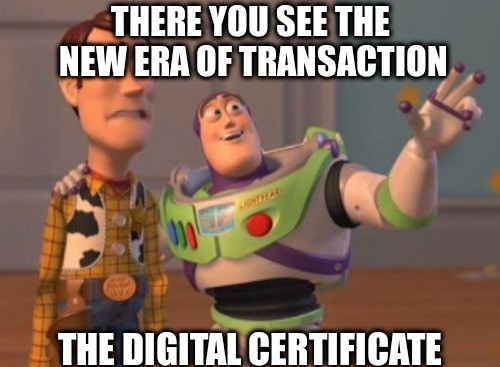 THERE YOU SEE THE
NEW ERA OF TRANSACTION
LIGHTYEAR
THE DIGITAL CERTIFICATE